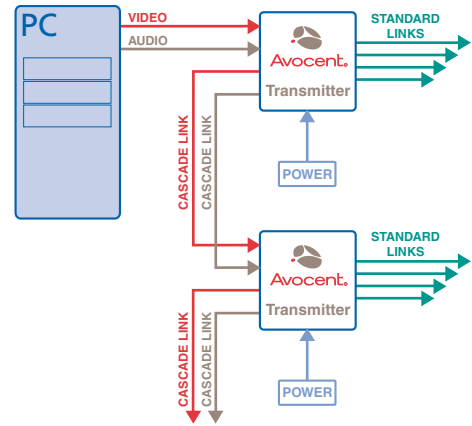 PC
VIDEO
AUDIO
Avocent.
Transmitter
STANDARD
LINKS
CASCADE LINK
CASCADE LINK
POWER
Avocent.
Transmitter
STANDARD
LINKS
CASCADE LINK
CASCADE LINK
POWER